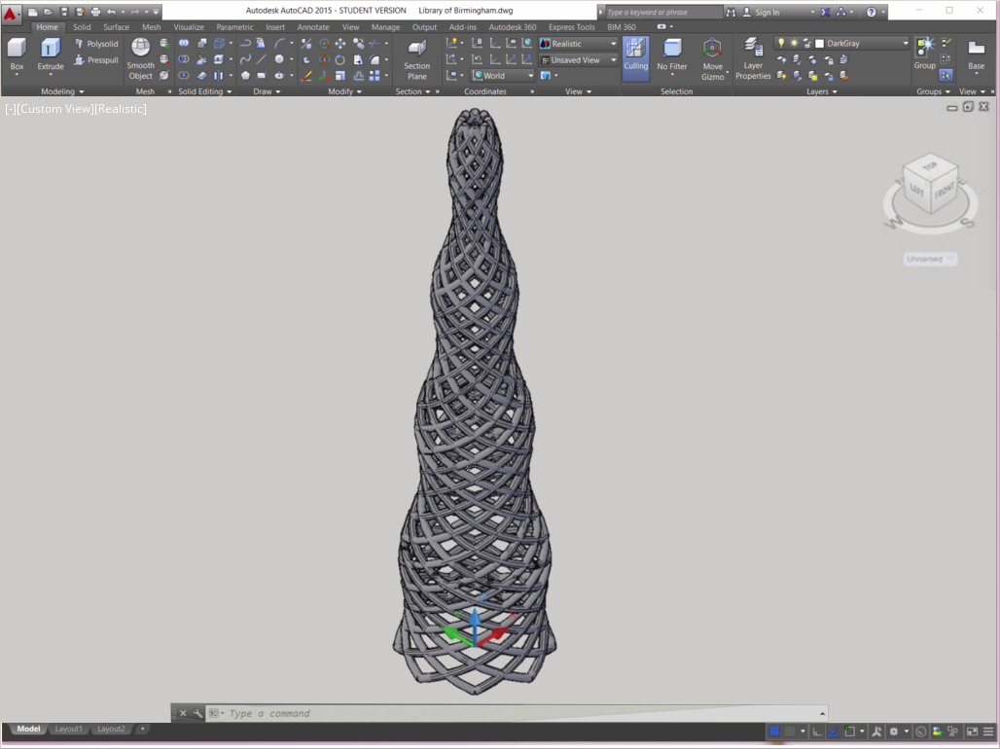 Autodesk AutoCAD 2015 - STUDENT VERSION Library of Birmingham.dwg
Type a keyword or phrase
Sign In
Home Solid Surface Mesh Visualize Parametric Insert Annotate View Manage Output Add-ins Autodesk 360 Express Tools BIM 360
Box
Extrude
Polysolid
Presspull
Smooth
Object
Section
Plane
World
Realistic
Unsaved View
Culling
No Filter
Move
Gizmo
Layer
Properties
DarkGray
Group
Base
Modeling Mesh Solid Editing Draw Modify Section Coordinates View Selection Layers Groups View
[-][Custom View][Realistic]
TOP
LEFT
FRONT
W
S
E
Unnamed
Type a command
Model Layout1 Layout2 +